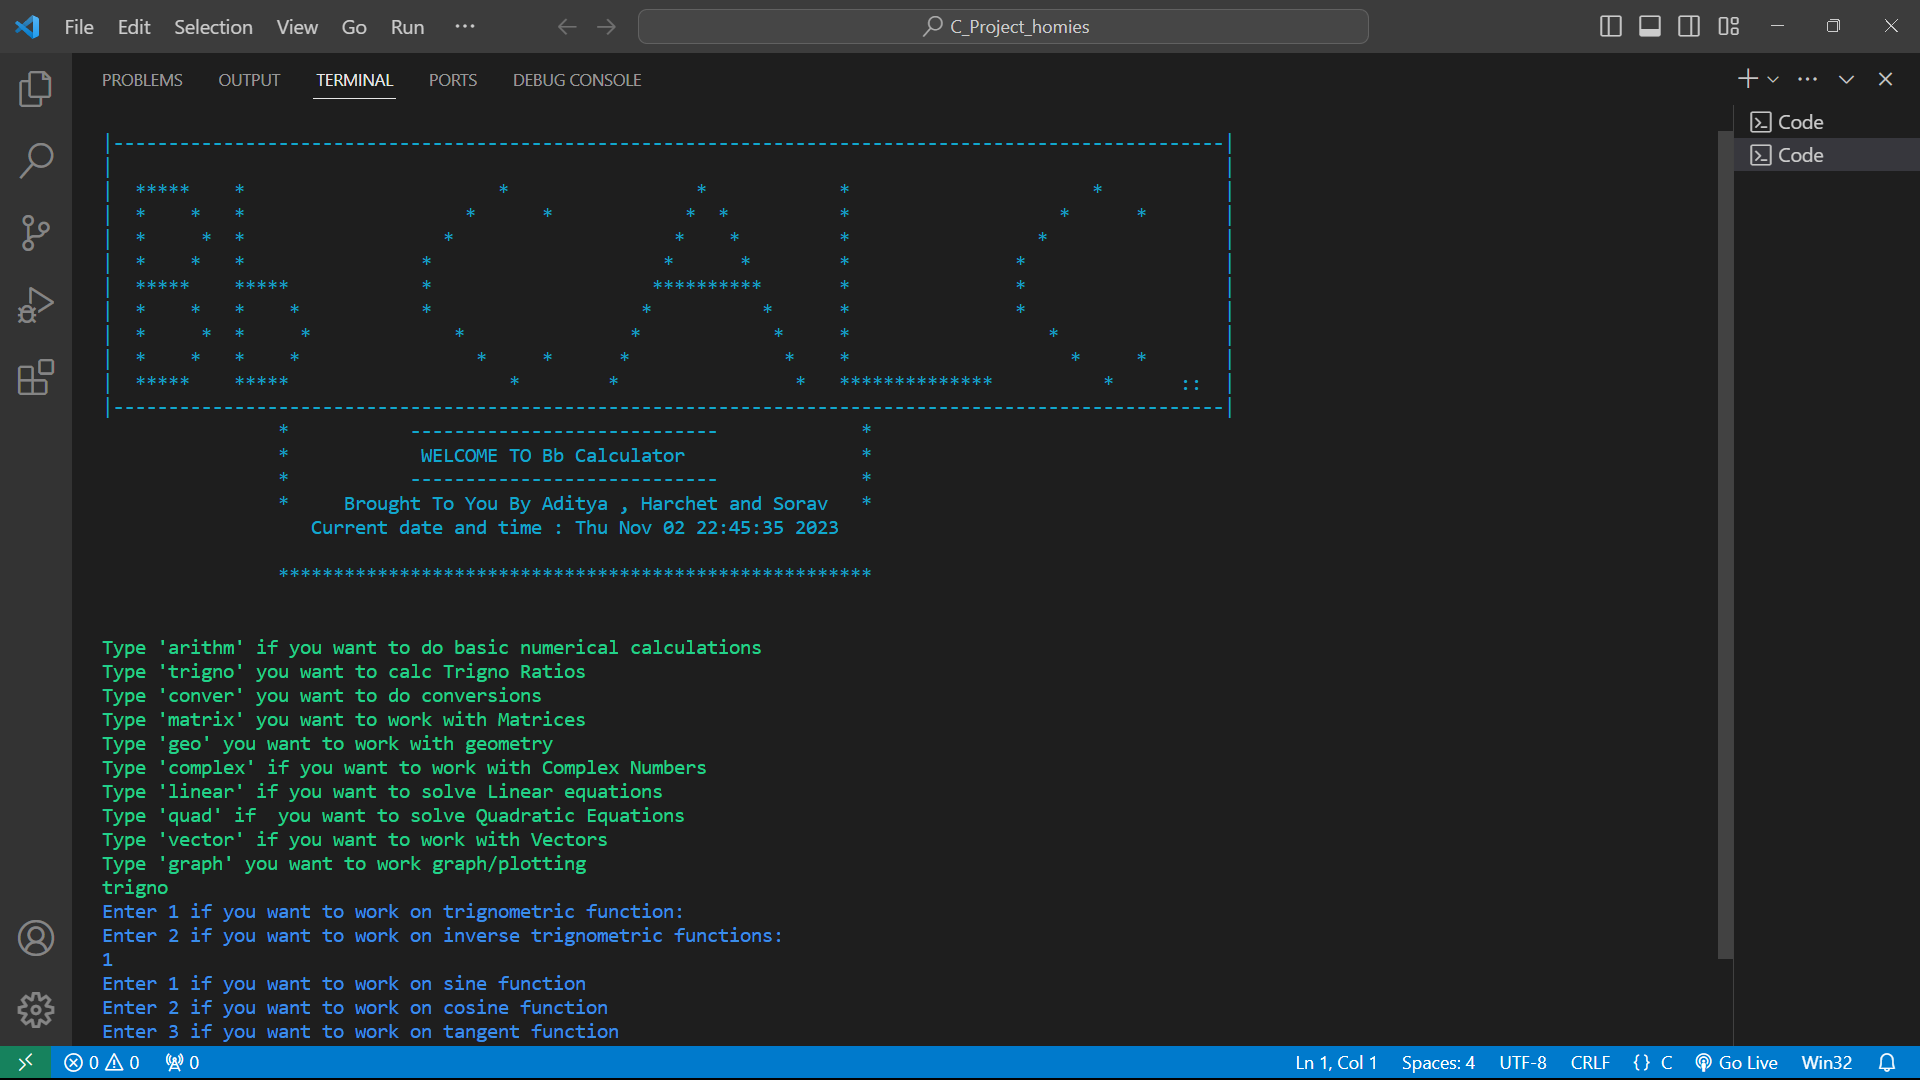 File Edit Selection View Go Run ··· C_Project_homies
PROBLEMS OUTPUT TERMINAL PORTS DEBUG CONSOLE
Code
Code
|-----------------------------------------------------------------------------------------------------|
WELCOME TO Bb Calculator
Brought To You By Aditya , Harchet and Sorav
Current date and time : Thu Nov 02 22:45:35 2023
******************************************************
Type 'arithm' if you want to do basic numerical calculations
Type 'trigno' you want to calc Trigno Ratios
Type 'conver' you want to do conversions
Type 'matrix' you want to work with Matrices
Type 'geo' you want to work with geometry
Type 'complex' if you want to work with Complex Numbers
Type 'linear' if you want to solve Linear equations
Type 'quad' if  you want to solve Quadratic Equations
Type 'vector' if you want to work with Vectors
Type 'graph' you want to work graph/plotting
trigno
Enter 1 if you want to work on trignometric function:
Enter 2 if you want to work on inverse trignometric functions:
1
Enter 1 if you want to work on sine function
Enter 2 if you want to work on cosine function
Enter 3 if you want to work on tangent function
0 0 0 Ln 1, Col 1 Spaces: 4 UTF-8 CRLF {} C Go Live Win32